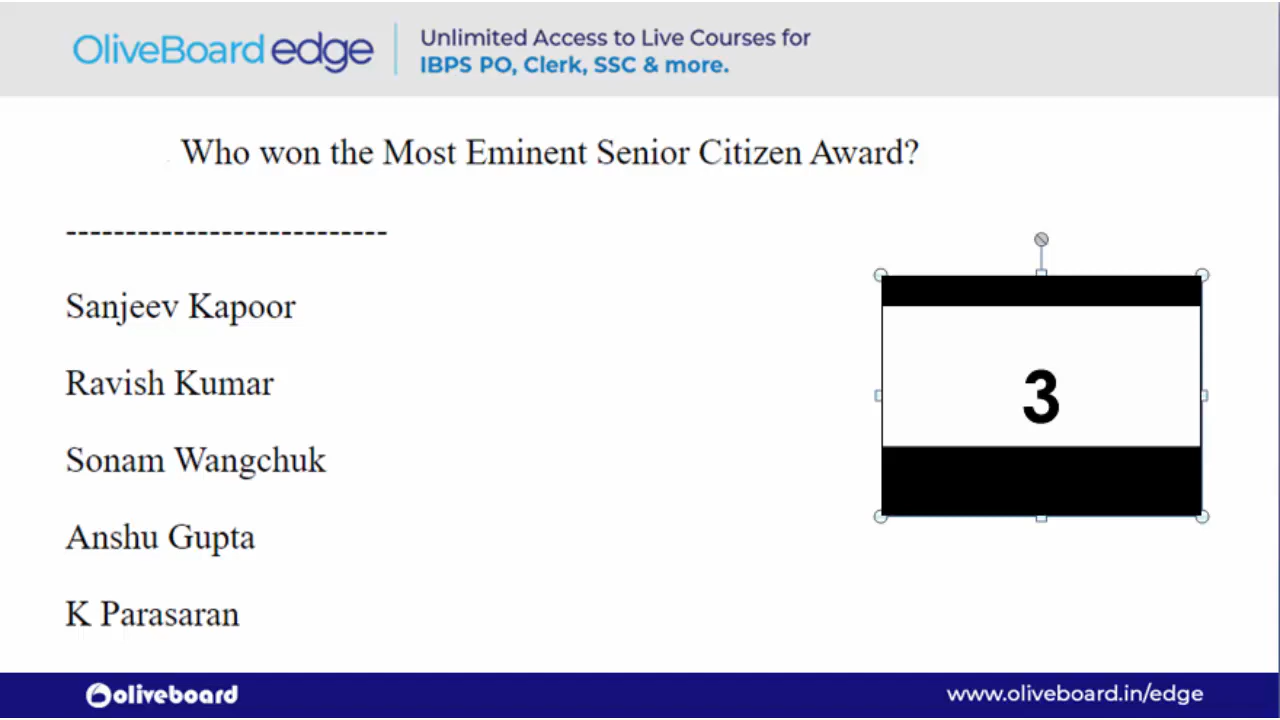 OliveBoard edge
Unlimited Access to Live Courses for
IBPS PO, Clerk, SSC & more.
Who won the Most Eminent Senior Citizen Award?
---------------------------
Sanjeev Kapoor
Ravish Kumar
Sonam Wangchuk
Anshu Gupta
K Parasaran
3
oliveboard
www.oliveboard.in/edge